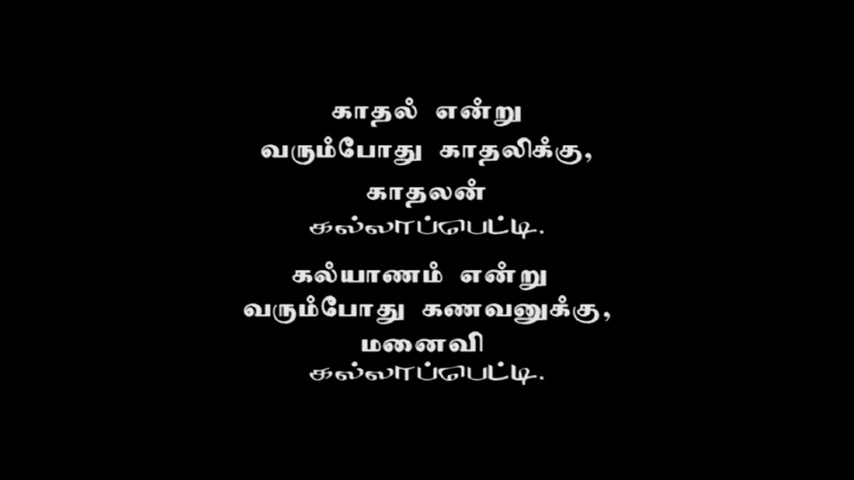 காதல் என்று
வரும்போது காதலிக்கு,
காதலன்
கல்லாப்பெட்டி.
கல்யாணம் என்று
வரும்போது கணவனுக்கு,
மனைவி
கல்லாப்பெட்டி.